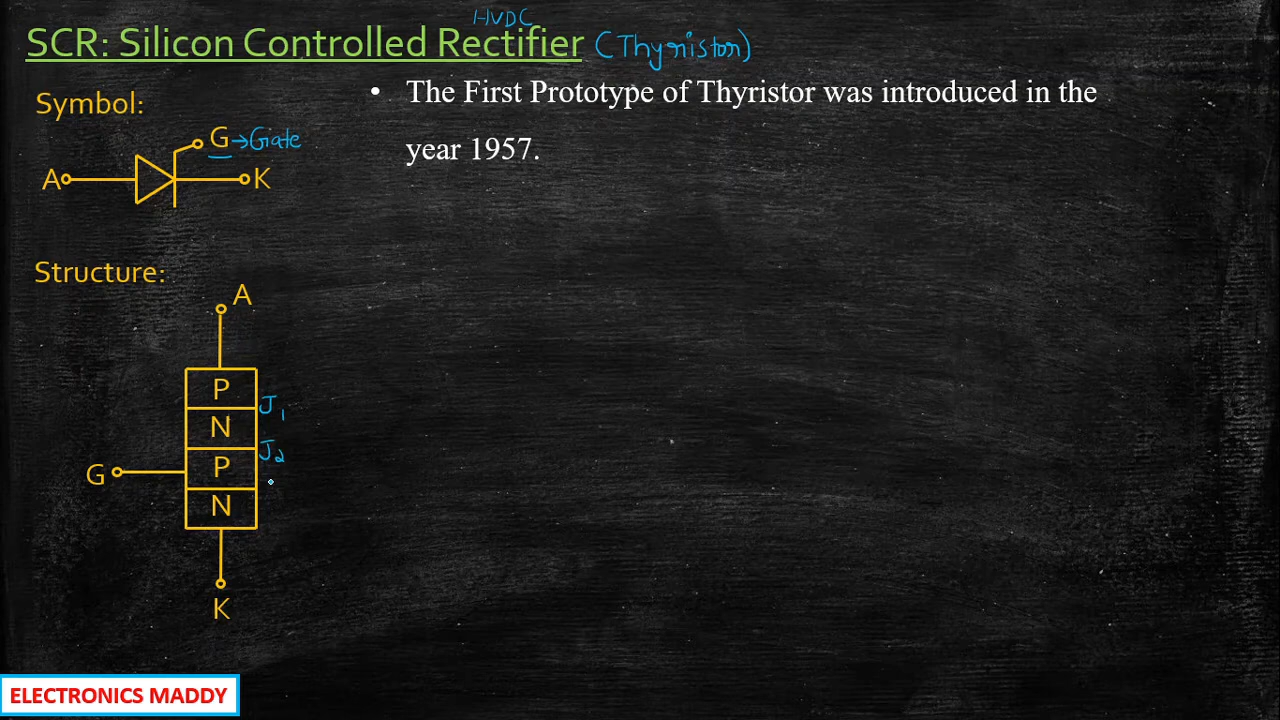 HVDC
SCR: Silicon Controlled Rectifier (Thyristor)
Symbol:
• The First Prototype of Thyristor was introduced in the
year 1957.
G → Gate
A K
Structure:
A
P
J1
N
J2
G P
N
K
ELECTRONICS MADDY